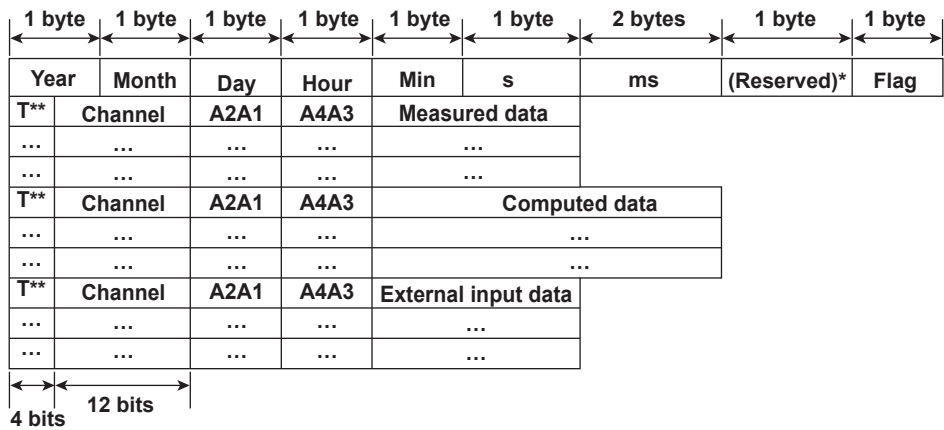 1 byte 1 byte 1 byte 1 byte 1 byte 1 byte 2 bytes 1 byte 1 byte
Year Month Day Hour Min s ms (Reserved)* Flag
T** Channel A2A1 A4A3 Measured data
... ... ... ... ...
... ... ... ... ...
T** Channel A2A1 A4A3 Computed data
... ... ... ... ...
... ... ... ... ...
T** Channel A2A1 A4A3 External input data
... ... ... ... ...
... ... ... ... ...
12 bits
4 bits